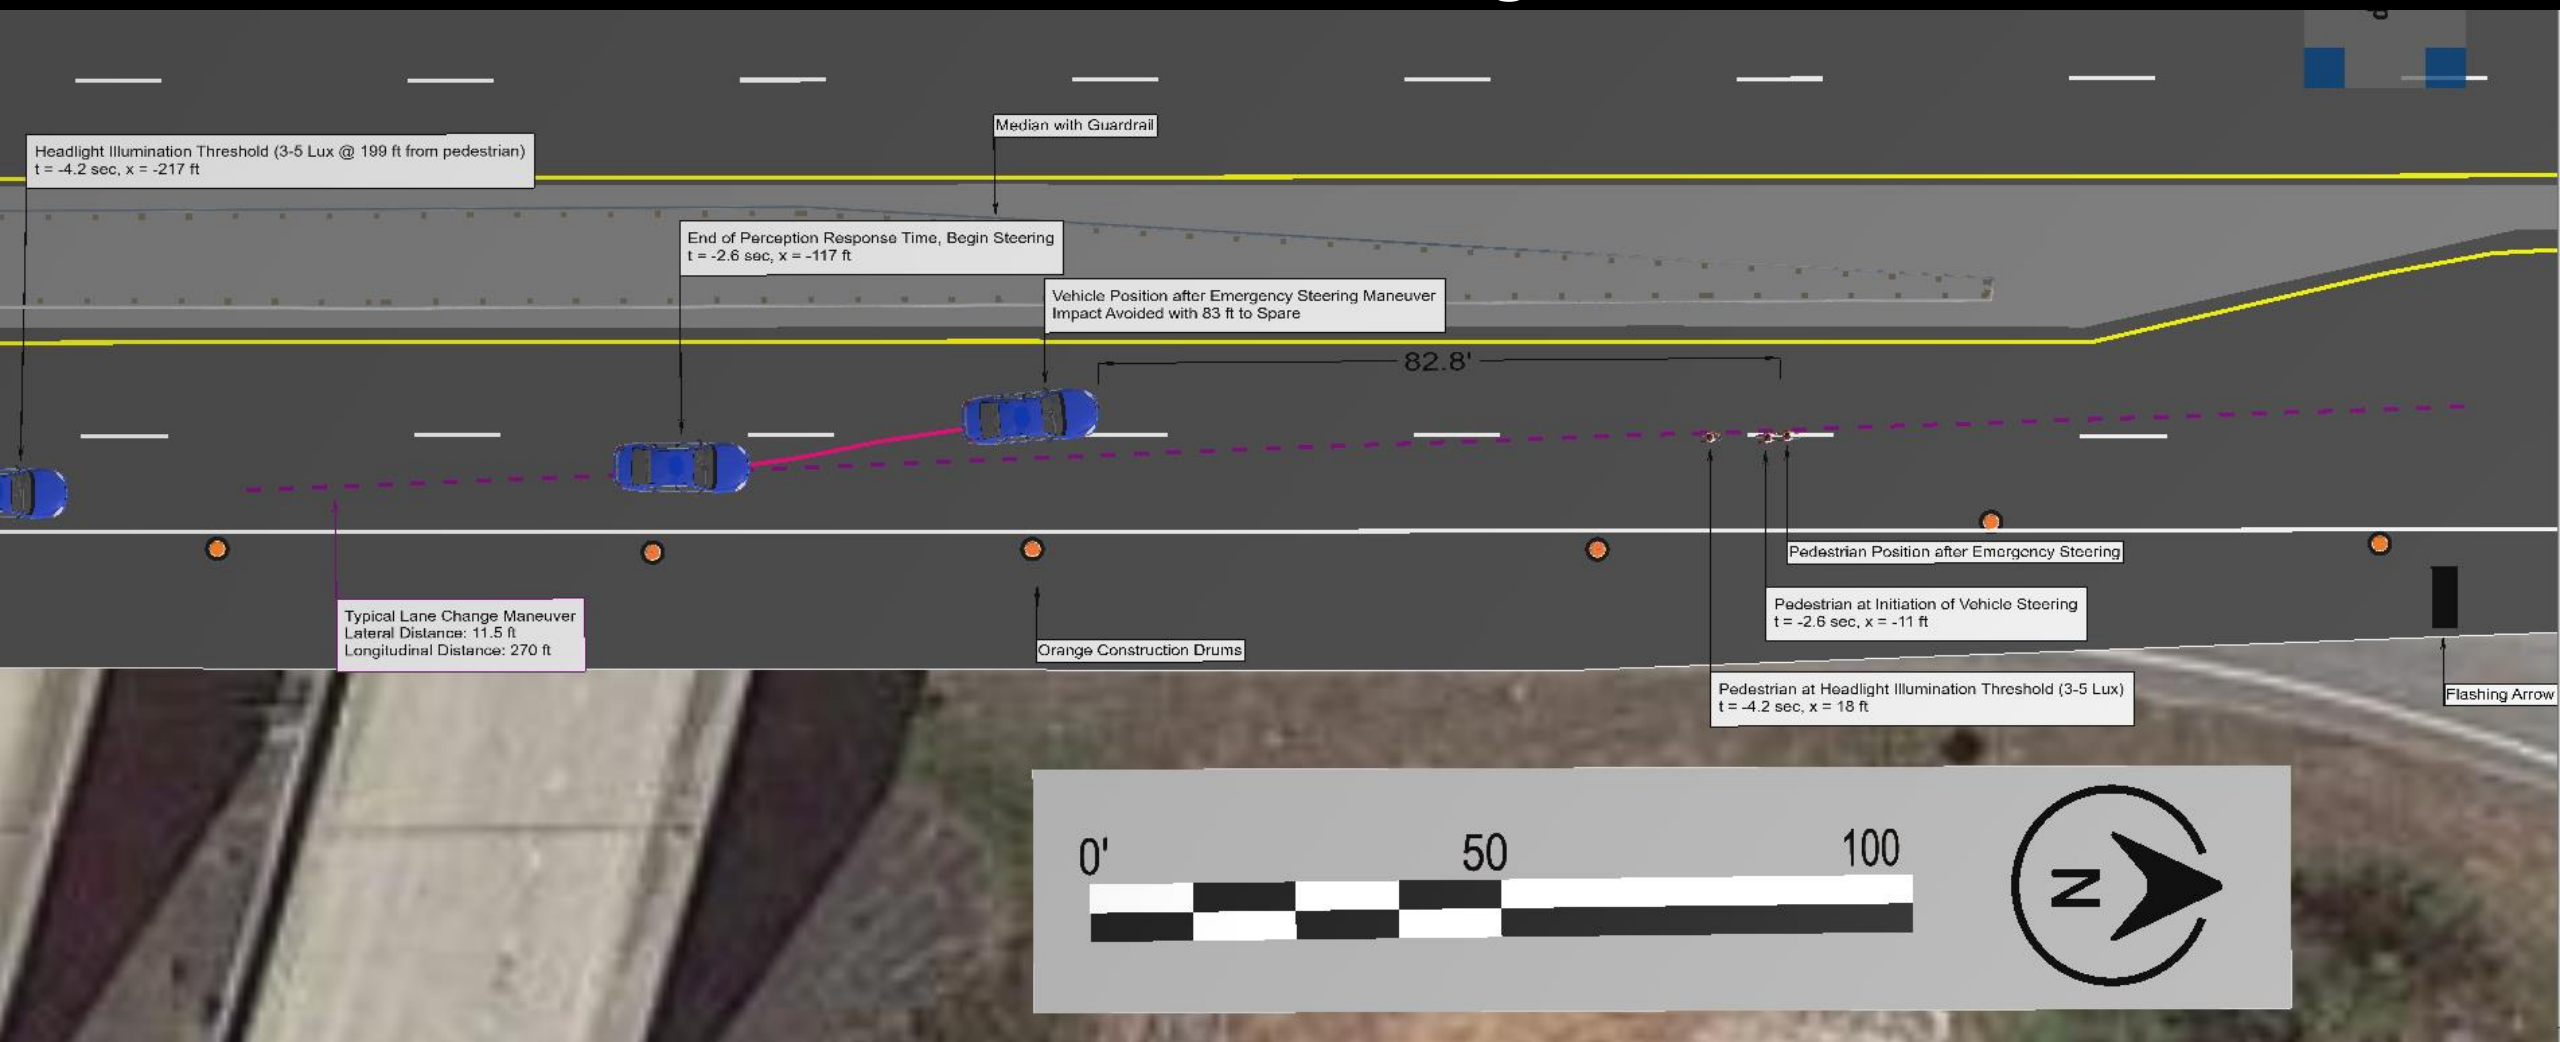 Median with Guardrail
Headlight Illumination Threshold (3-5 Lux @ 199 ft from pedestrian)
t = -4.2 sec, x = -217 ft
End of Perception Response Time, Begin Steering
t = -2.6 sec, x = -117 ft
Vehicle Position after Emergency Steering Maneuver
Impact Avoided with 83 ft to Spare
82.8'
Pedestrian Position after Emergency Steering
Pedestrian at Initiation of Vehicle Steering
t = -2.6 sec, x = -11 ft
Typical Lane Change Maneuver
Lateral Distance: 11.5 ft
Longitudinal Distance: 270 ft
Orange Construction Drums
Pedestrian at Headlight Illumination Threshold (3-5 Lux)
t = -4.2 sec, x = 18 ft
Flashing Arrow
0' 50 100
N